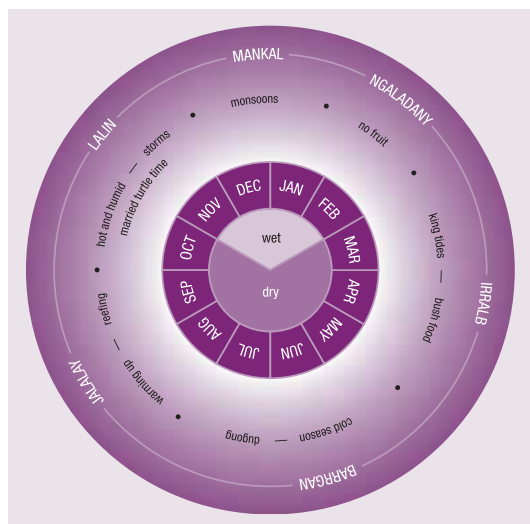 MANKAL
NGALADANY
IRRALB
BARRGAN
JALALAY
LALIN
monsoons
no fruit
king tides — bush food
cold season — dugong
warming up — reefing
hot and humid — storms
married turtle time
JAN
FEB
MAR
APR
MAY
JUN
JUL
AUG
SEP
OCT
NOV
DEC
wet
dry